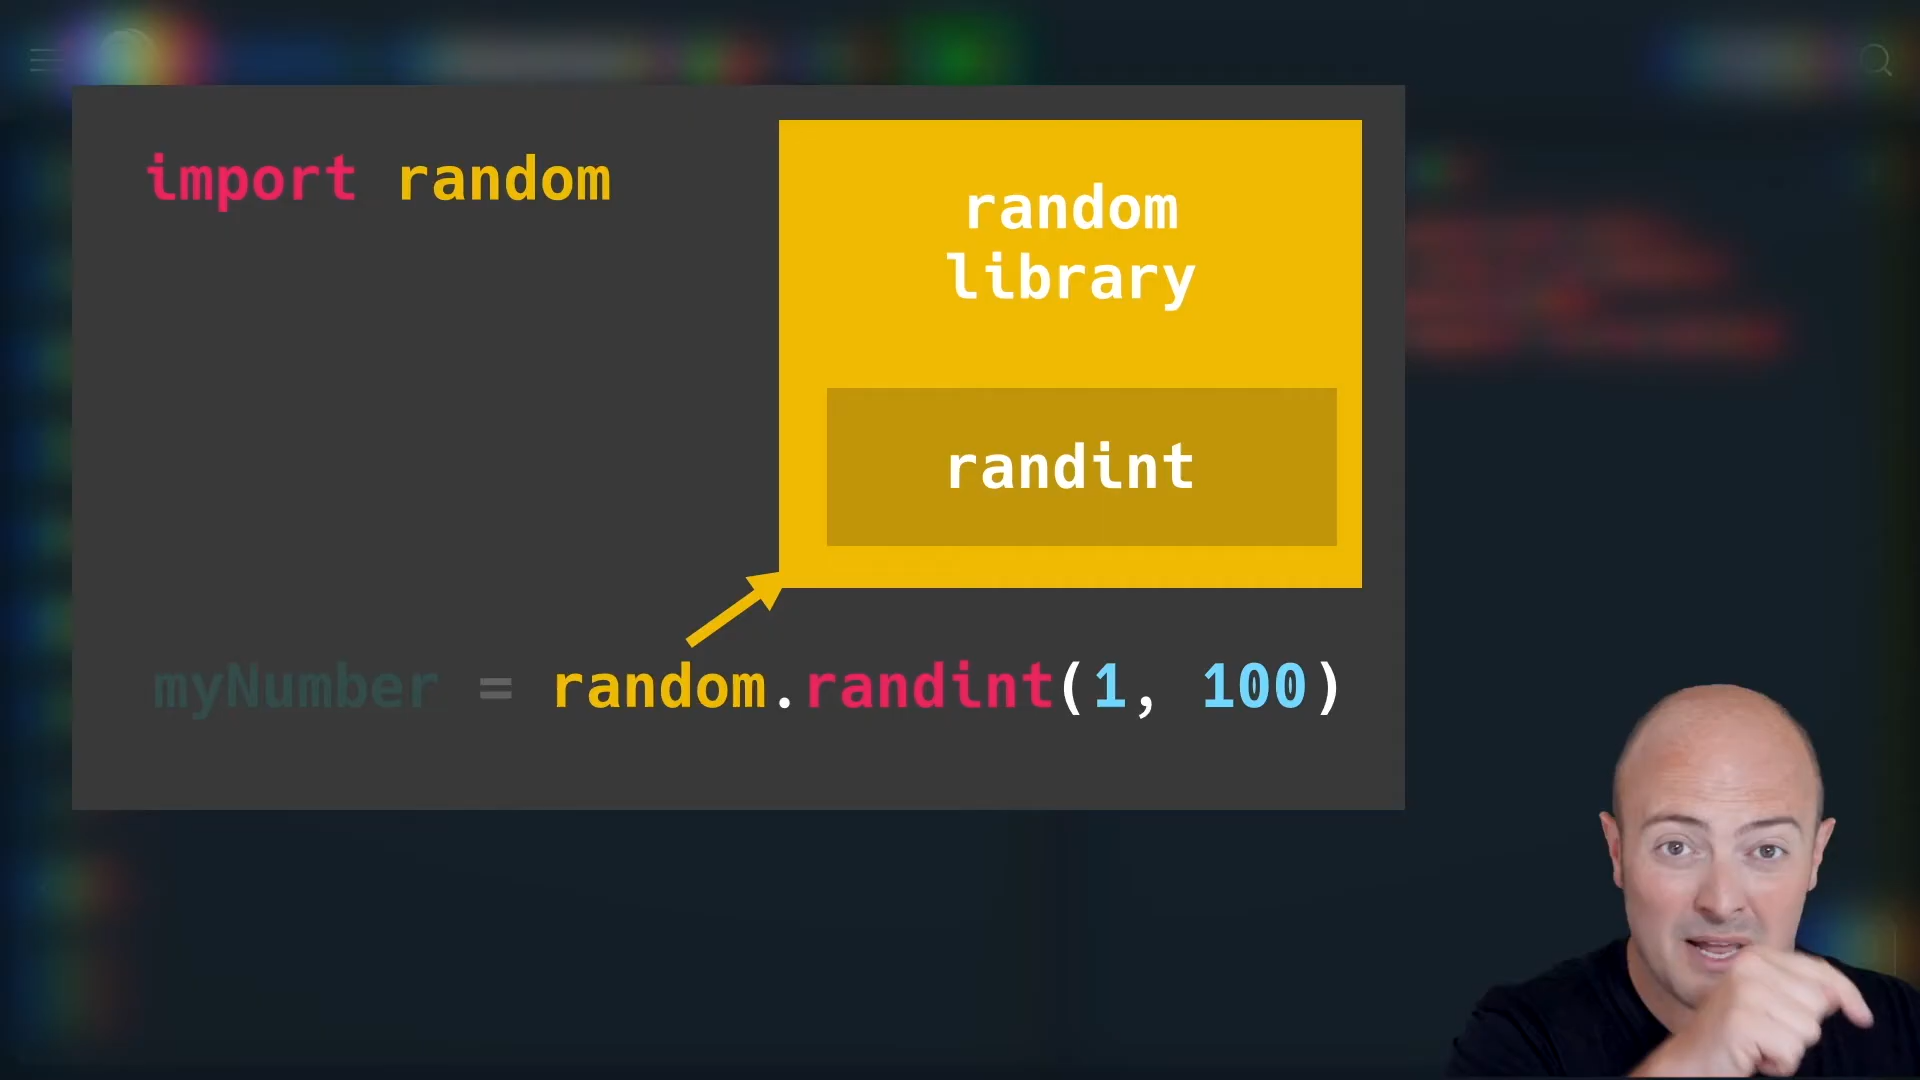 import random
random
library
randint
myNumber = random.randint(1, 100)